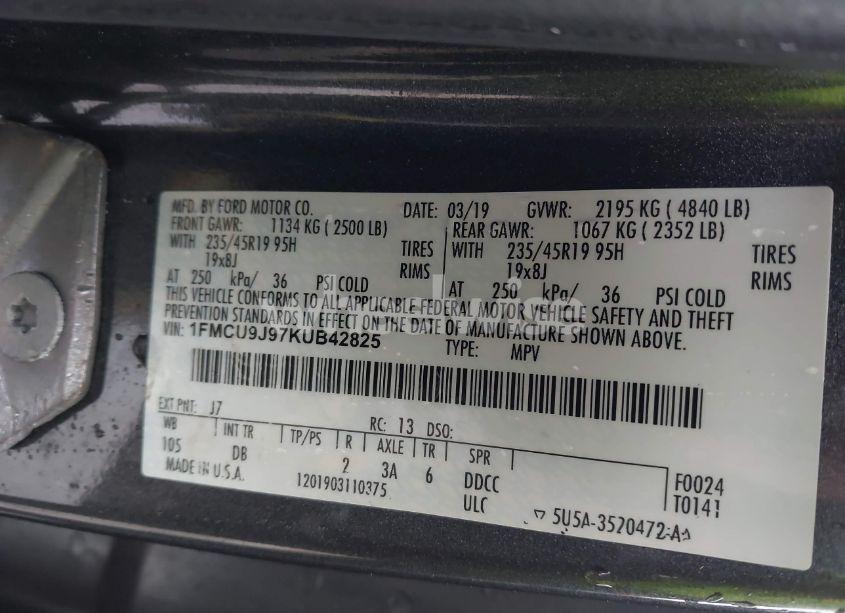 MFD. BY FORD MOTOR CO. DATE: 03/19 GVWR: 2195 KG ( 4840 LB)
FRONT GAWR: 1134 KG ( 2500 LB) REAR GAWR: 1067 KG ( 2352 LB)
WITH 235/45R19 95H TIRES WITH 235/45R19 95H TIRES
19x8J RIMS 19x8J RIMS
AT 250 kPa/ 36 PSI COLD AT 250 kPa/ 36 PSI COLD
THIS VEHICLE CONFORMS TO ALL APPLICABLE FEDERAL MOTOR VEHICLE SAFETY AND THEFT
PREVENTION STANDARDS IN EFFECT ON THE DATE OF MANUFACTURE SHOWN ABOVE.
VIN: 1FMCU9J97KUB42825 TYPE: MPV
EXT PNT: J7 RC: 13 DSO:
WB INT TR TP/PS R AXLE TR SPR
105 DB 2 3A 6 DDCC F0024
MADE IN U.S.A. 1201903110375 ULC T0141
5U5A-3520472-AA